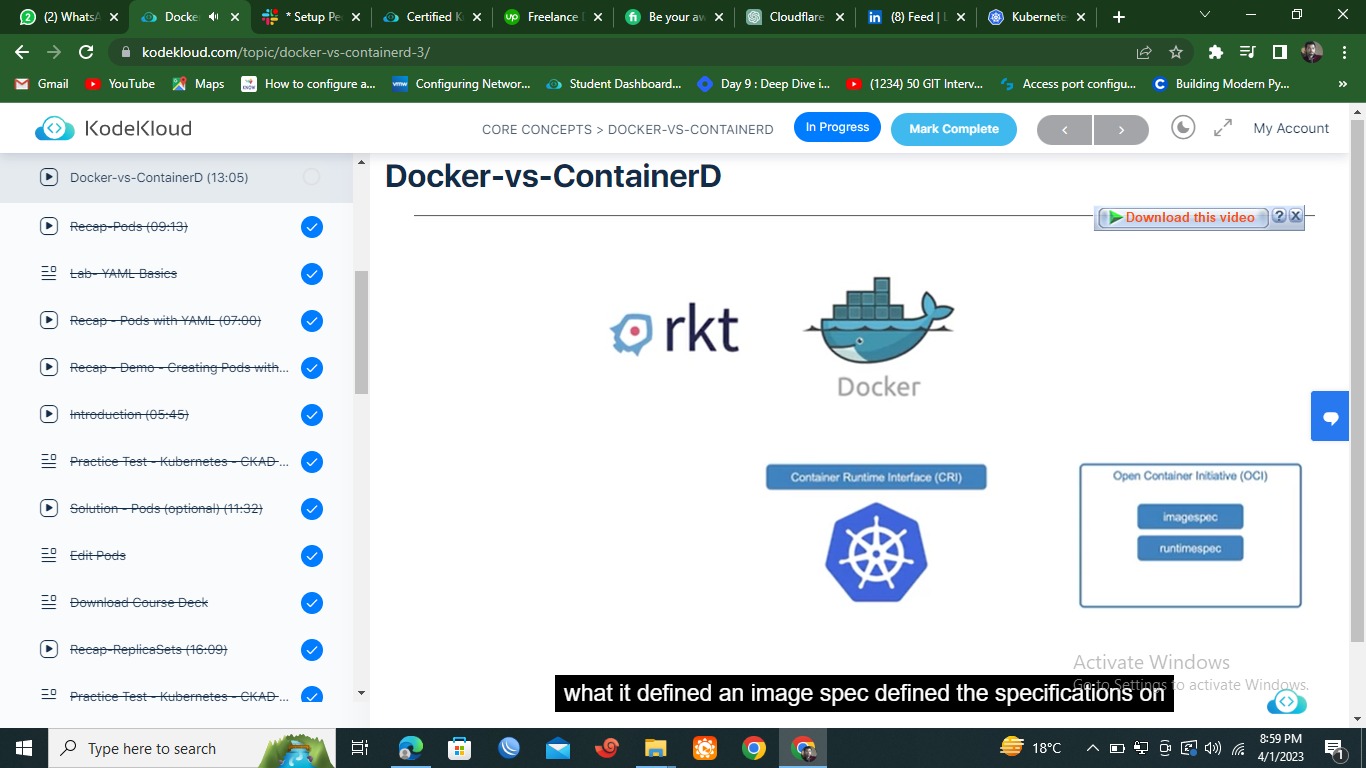 (2) WhatsA
Docke
* Setup Pe
Certified K
Freelance
Be your aw
Cloudflare
(8) Feed | L
Kubernete
kodekloud.com/topic/docker-vs-containerd-3/
Gmail
YouTube
Maps
How to configure a...
Configuring Networ...
Student Dashboard...
Day 9 : Deep Dive i...
(1234) 50 GIT Interv...
Access port configu...
Building Modern Py...
»
KodeKloud
CORE CONCEPTS > DOCKER-VS-CONTAINERD
In Progress
Mark Complete
My Account
Docker-vs-ContainerD (13:05)
Recap-Pods (09:13)
Lab- YAML Basics
Recap - Pods with YAML (07:00)
Recap - Demo - Creating Pods with...
Introduction (05:45)
Practice Test - Kubernetes - CKAD ...
Solution - Pods (optional) (11:32)
Edit Pods
Download Course Deck
Recap-ReplicaSets (16:09)
Practice Test - Kubernetes - CKAD ...
Docker-vs-ContainerD
Download this video
?
X
rkt
Docker
Container Runtime Interface (CRI)
Open Container Initiative (OCI)
imagespec
runtimespec
what it defined an image spec defined the specifications on
Activate Windows
Go to Settings to activate Windows.
Type here to search
18°C
8:59 PM
4/1/2023
1